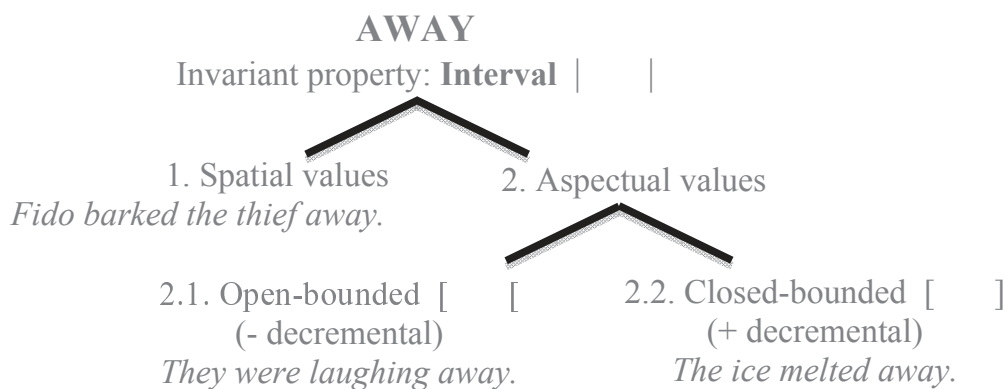 AWAY
Invariant property: Interval |      |
1. Spatial values
2. Aspectual values
Fido barked the thief away.
2.1. Open-bounded [      [
2.2. Closed-bounded [      ]
(- decremental)
(+ decremental)
They were laughing away.
The ice melted away.